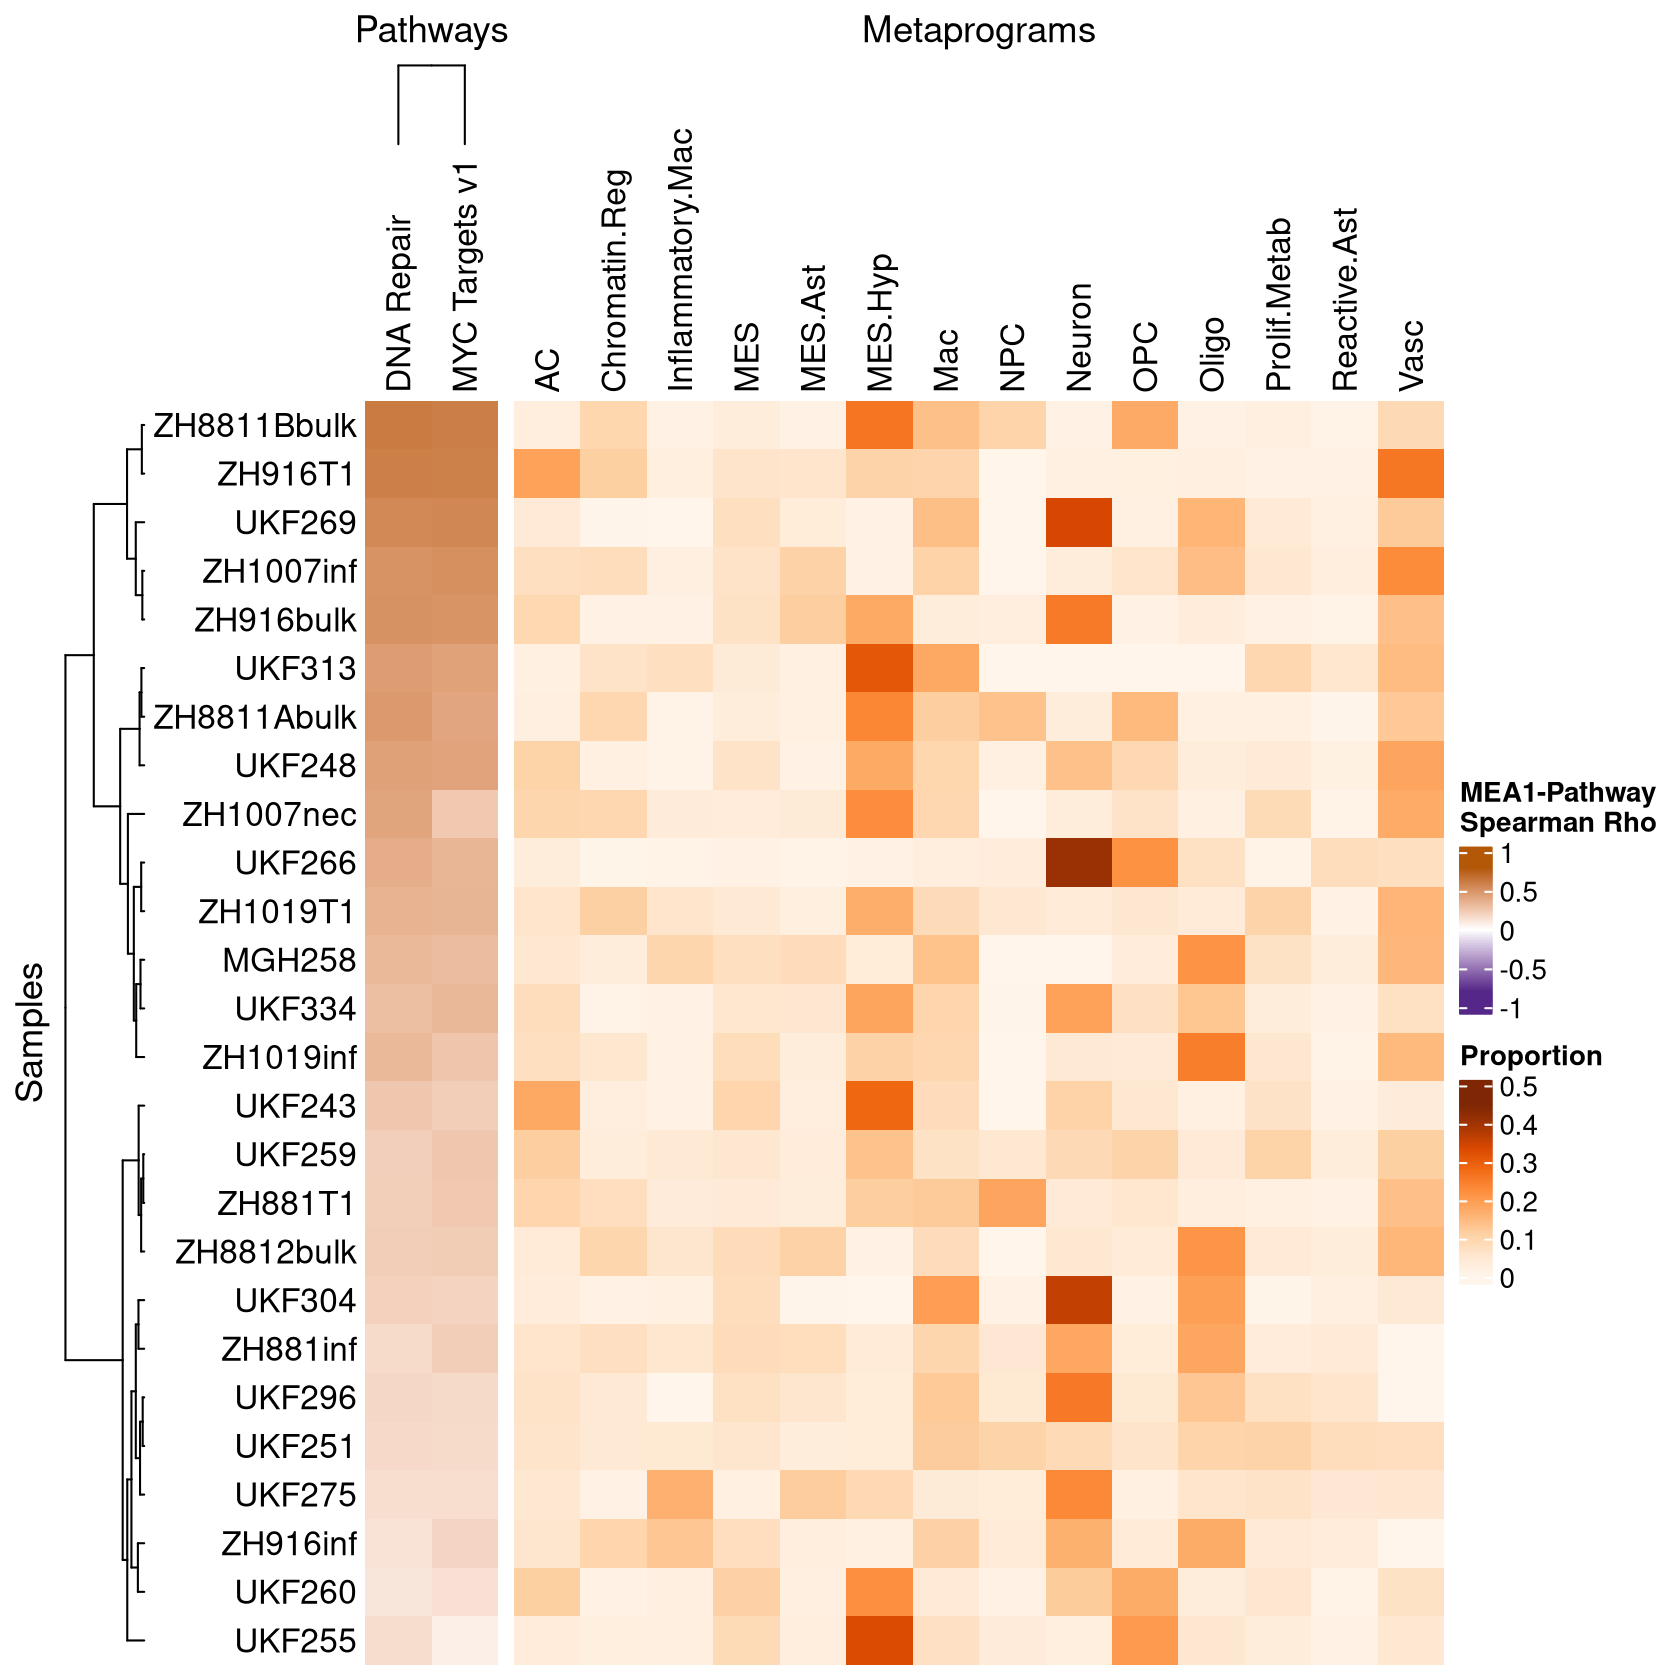 Pathways
Metaprograms
DNA Repair
MYC Targets v1
AC
Chromatin.Reg
Inflammatory.Mac
MES
MES.Ast
MES.Hyp
Mac
NPC
Neuron
OPC
Oligo
Prolif.Metab
Reactive.Ast
Vasc
Samples
ZH8811Bbulk
ZH916T1
UKF269
ZH1007inf
ZH916bulk
UKF313
ZH8811Abulk
UKF248
ZH1007nec
UKF266
ZH1019T1
MGH258
UKF334
ZH1019inf
UKF243
UKF259
ZH881T1
ZH8812bulk
UKF304
ZH881inf
UKF296
UKF251
UKF275
ZH916inf
UKF260
UKF255
MEA1-Pathway
Spearman Rho
1
0.5
0
-0.5
-1
Proportion
0.5
0.4
0.3
0.2
0.1
0